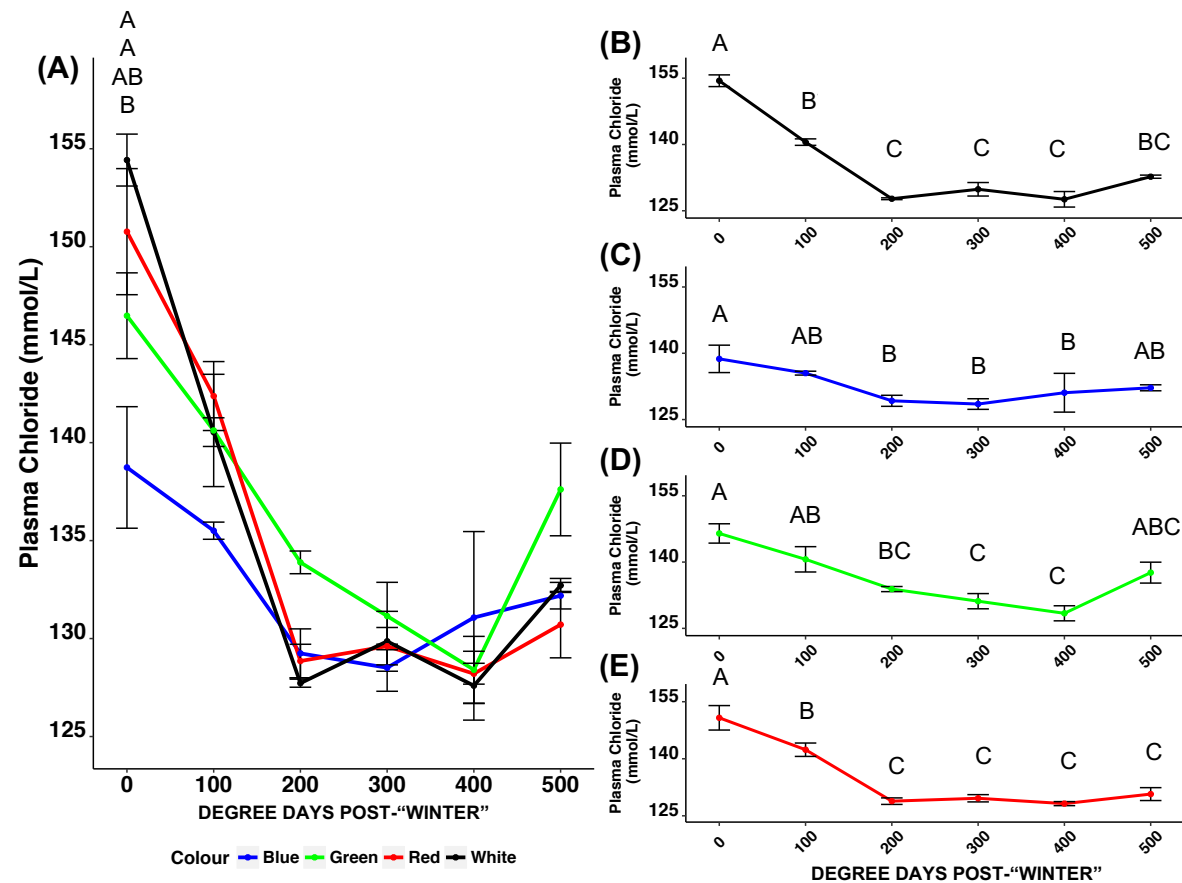 A
A
AB
B
(A)
Plasma Chloride (mmol/L)
155
150
145
140
135
130
125
0 100 200 300 400 500
DEGREE DAYS POST-“WINTER”
Colour Blue Green Red White
(B)
Plasma Chloride
(mmol/L)
155
140
125
A B C C C BC
0 100 200 300 400 500
(C)
Plasma Chloride
(mmol/L)
155
140
125
A AB B B B AB
0 100 200 300 400 500
(D)
Plasma Chloride
(mmol/L)
155
140
125
A AB BC C C ABC
0 100 200 300 400 500
(E)
Plasma Chloride
(mmol/L)
155
140
125
A B C C C C
0 100 200 300 400 500
DEGREE DAYS POST-“WINTER”